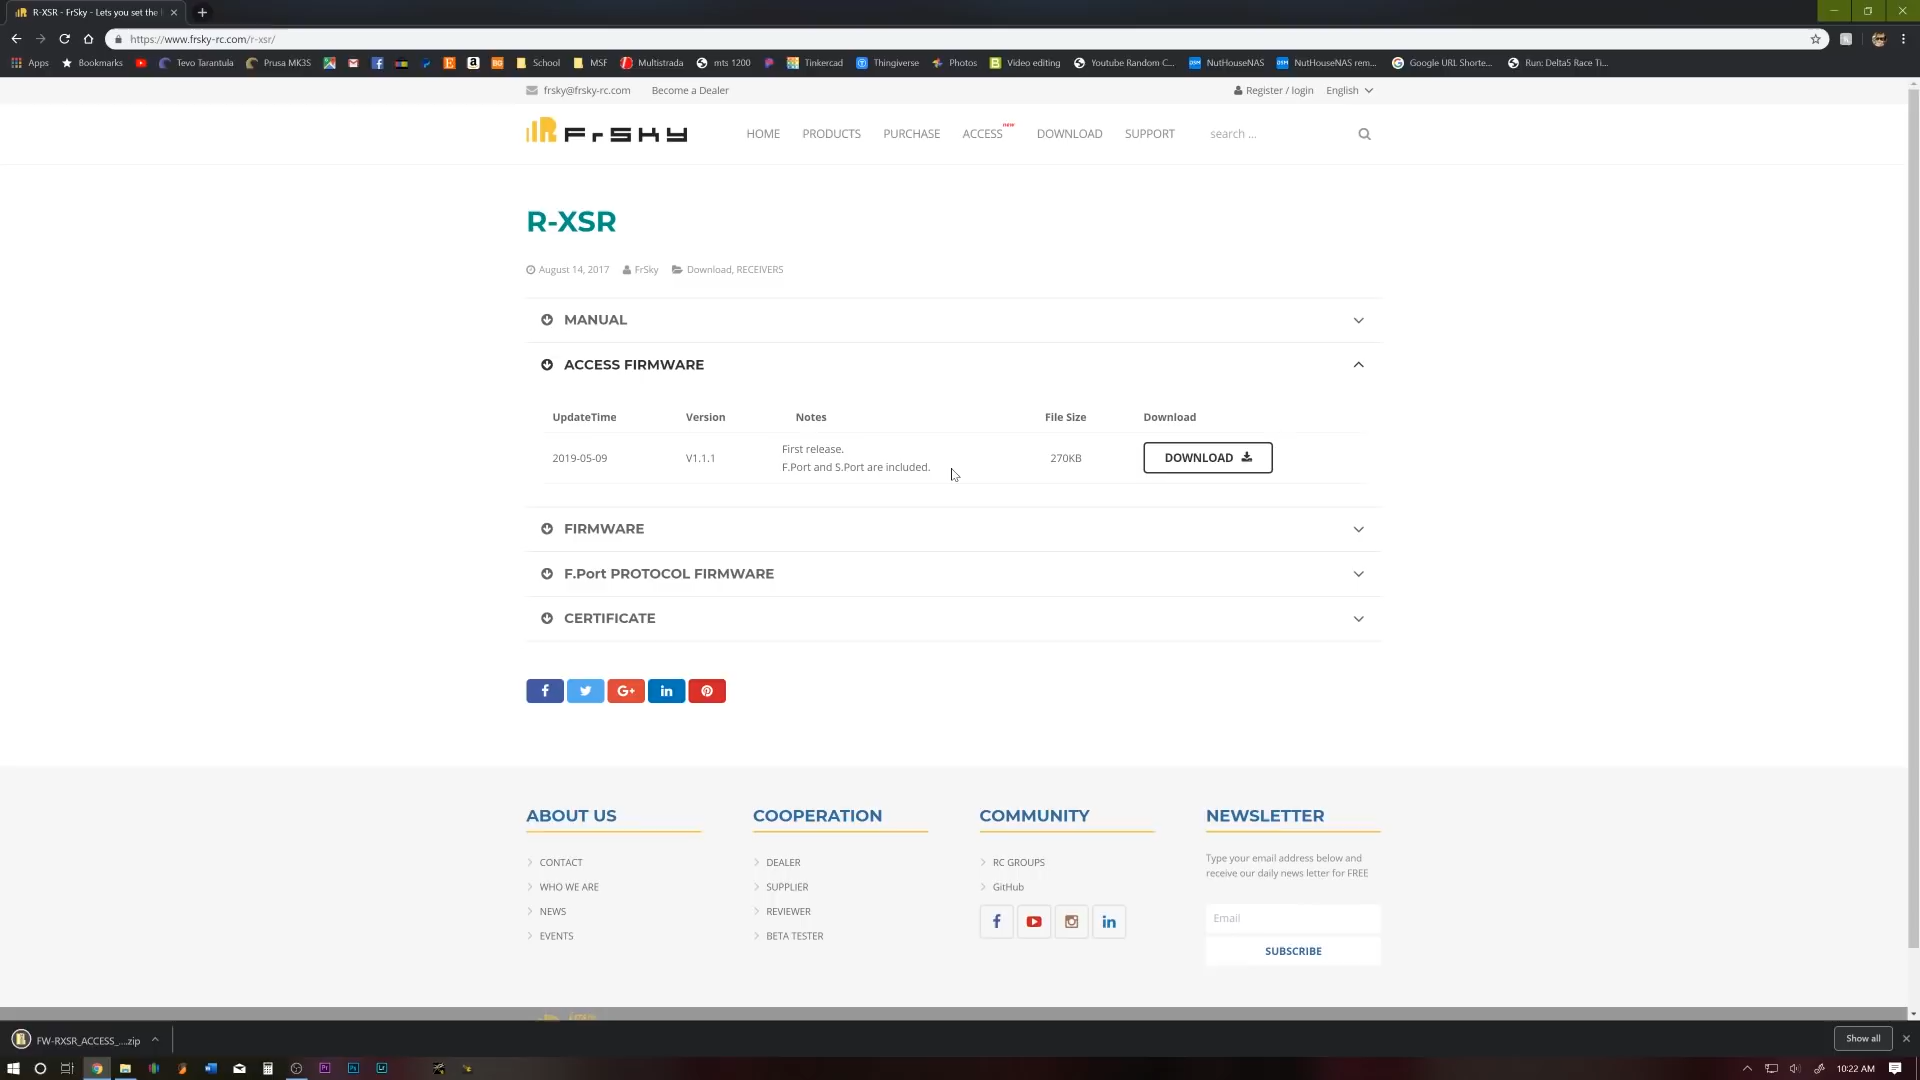 R-XSR - FrSky - Lets you set the l
https://www.frsky-rc.com/r-xsr/
Apps
Bookmarks
Tevo Tarantula
Prusa MK3S
School
MSF
Multistrada
mts 1200
Tinkercad
Thingiverse
Photos
Video editing
Youtube Random C...
NutHouseNAS
NutHouseNAS rem...
Google URL Shorte...
Run: Delta5 Race Ti...
frsky@frsky-rc.com
Become a Dealer
Register / login
English
FrSky
HOME
PRODUCTS
PURCHASE
ACCESS
new
DOWNLOAD
SUPPORT
search ...
R-XSR
August 14, 2017
FrSky
Download, RECEIVERS
MANUAL
ACCESS FIRMWARE
UpdateTime
Version
Notes
File Size
Download
2019-05-09
V1.1.1
First release.
F.Port and S.Port are included.
270KB
DOWNLOAD
FIRMWARE
F.Port PROTOCOL FIRMWARE
CERTIFICATE
ABOUT US
CONTACT
WHO WE ARE
NEWS
EVENTS
COOPERATION
DEALER
SUPPLIER
REVIEWER
BETA TESTER
COMMUNITY
RC GROUPS
GitHub
NEWSLETTER
Type your email address below and
receive our daily news letter for FREE
Email
SUBSCRIBE
FW-RXSR_ACCESS_....zip
Show all
10:22 AM